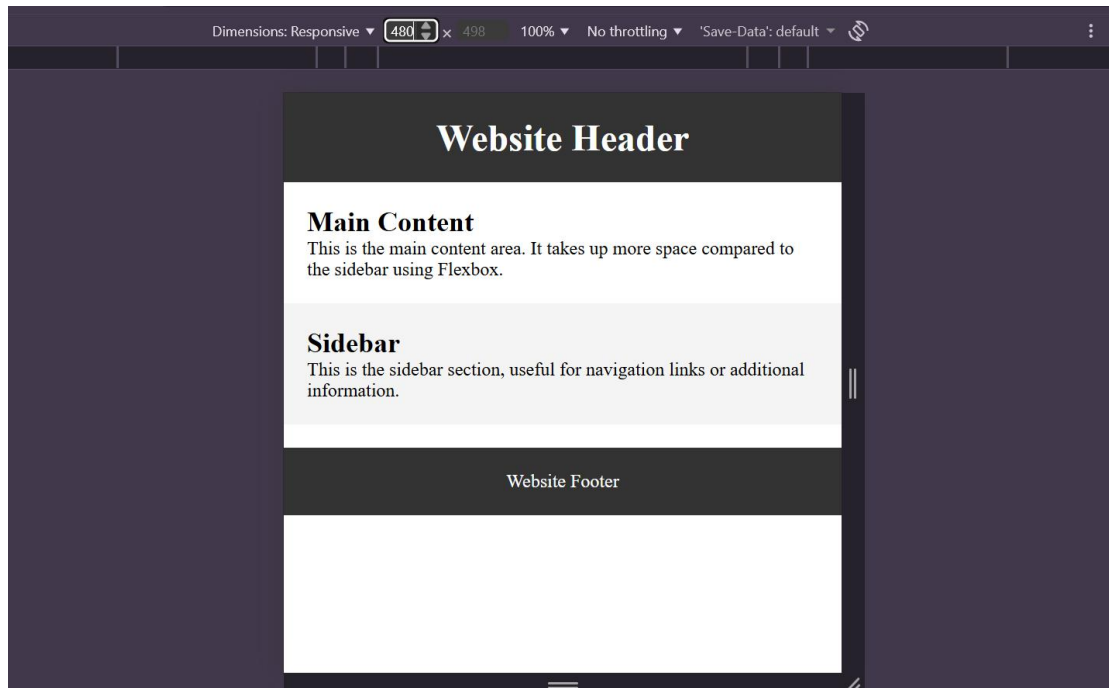 Dimensions: Responsive ▼ 480 × 498 100% ▼ No throttling ▼ 'Save-Data': default ▼
Website Header
Main Content
This is the main content area. It takes up more space compared to
the sidebar using Flexbox.
Sidebar
This is the sidebar section, useful for navigation links or additional
information.
Website Footer